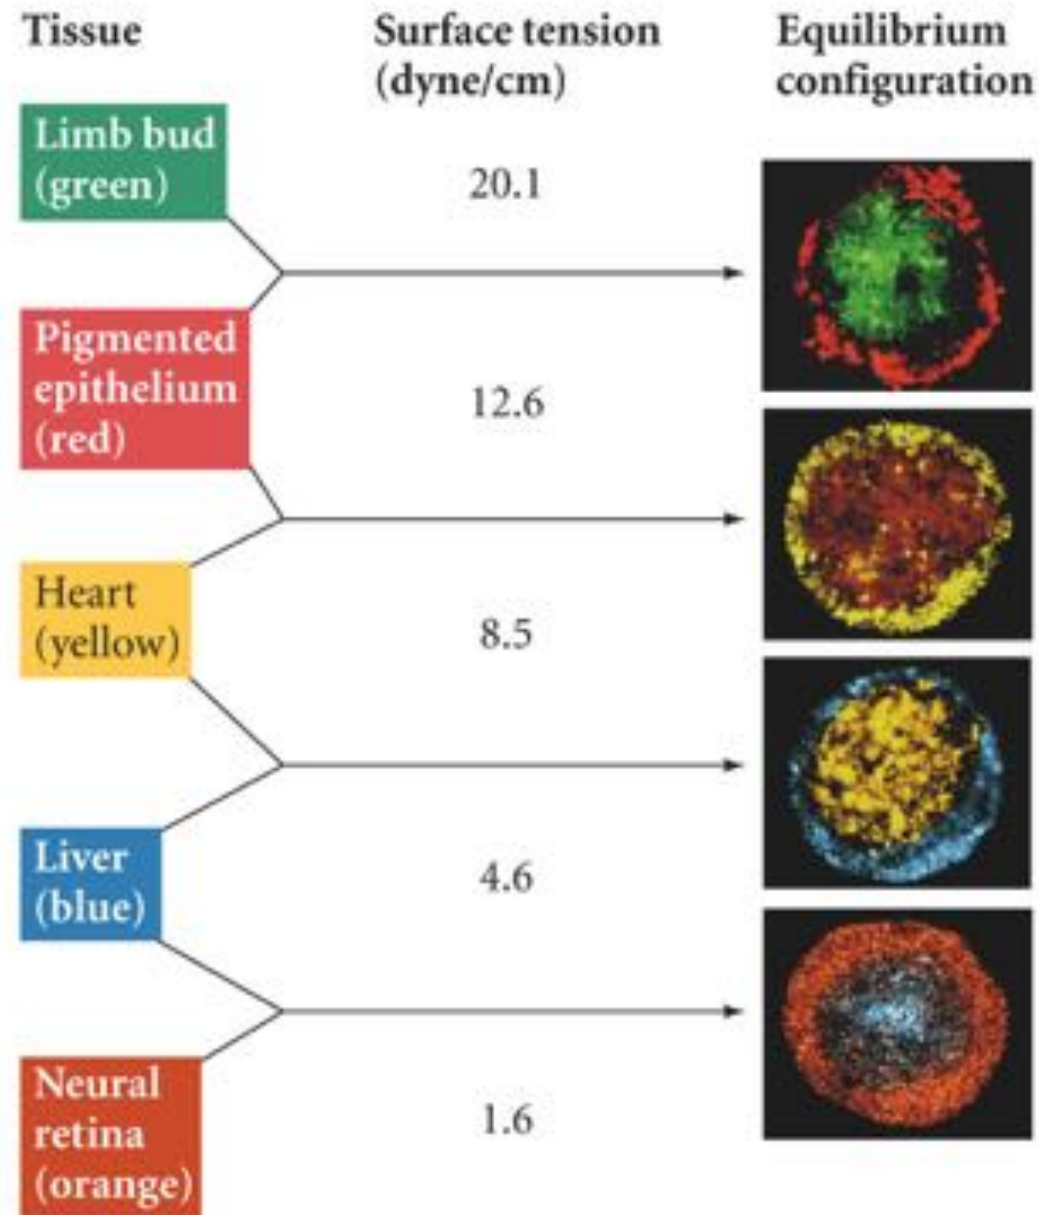 Tissue
Surface tension
(dyne/cm)
Equilibrium
configuration
Limb bud
(green)
20.1
Pigmented
epithelium
(red)
12.6
Heart
(yellow)
8.5
Liver
(blue)
4.6
Neural
retina
(orange)
1.6